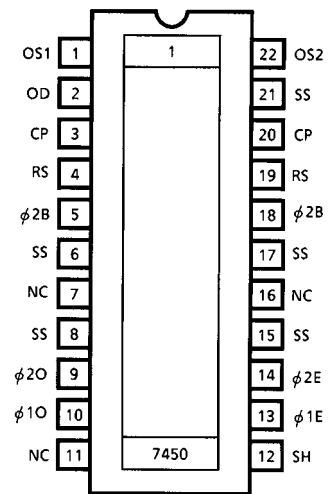 OS1 1 1 22 OS2
OD 2 21 SS
CP 3 20 CP
RS 4 19 RS
ϕ2B 5 18 ϕ2B
SS 6 17 SS
NC 7 16 NC
SS 8 15 SS
ϕ2O 9 14 ϕ2E
ϕ1O 10 13 ϕ1E
NC 11 7450 12 SH